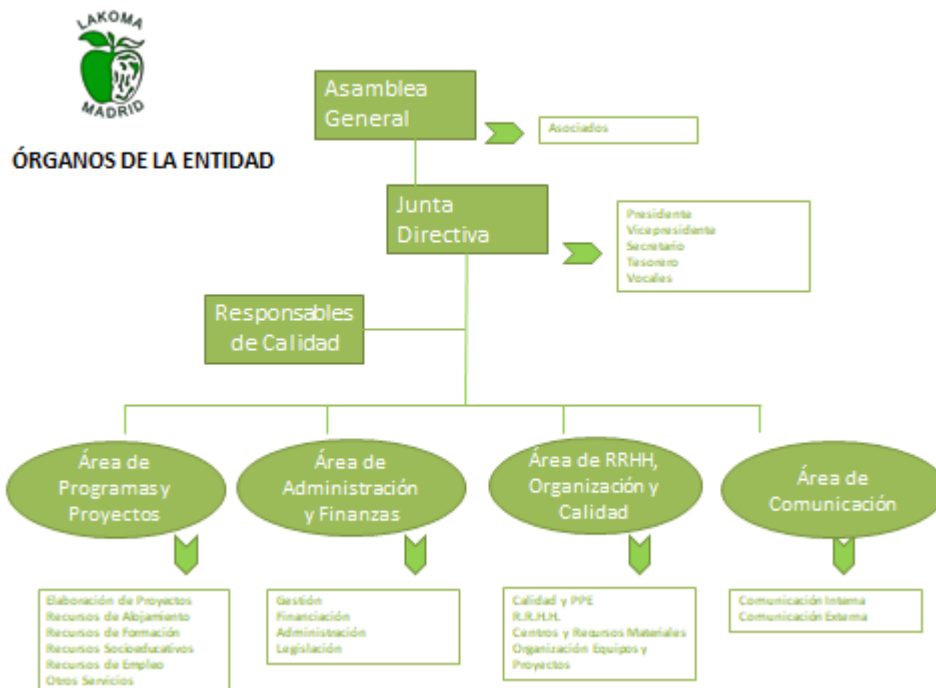 LAKOMA
MADRID
ÓRGANOS DE LA ENTIDAD
Asamblea
General
Asociados
Junta
Directiva
Presidente
Vicepresidente
Secretario
Tesorero
Vocales
Responsables
de Calidad
Área de
Programas y
Proyectos
Área de
Administración
y Finanzas
Área de RRHH,
Organización y
Calidad
Área de
Comunicación
Elaboración de Proyectos
Recursos de Alojamiento
Recursos de Formación
Recursos Socioeducativos
Recursos de Empleo
Otros Servicios
Gestión
Financiación
Administración
Legislación
Calidad y PPE
R.R.H.H.
Centros y Recursos Materiales
Organización Equipos y
Proyectos
Comunicación Interna
Comunicación Externa